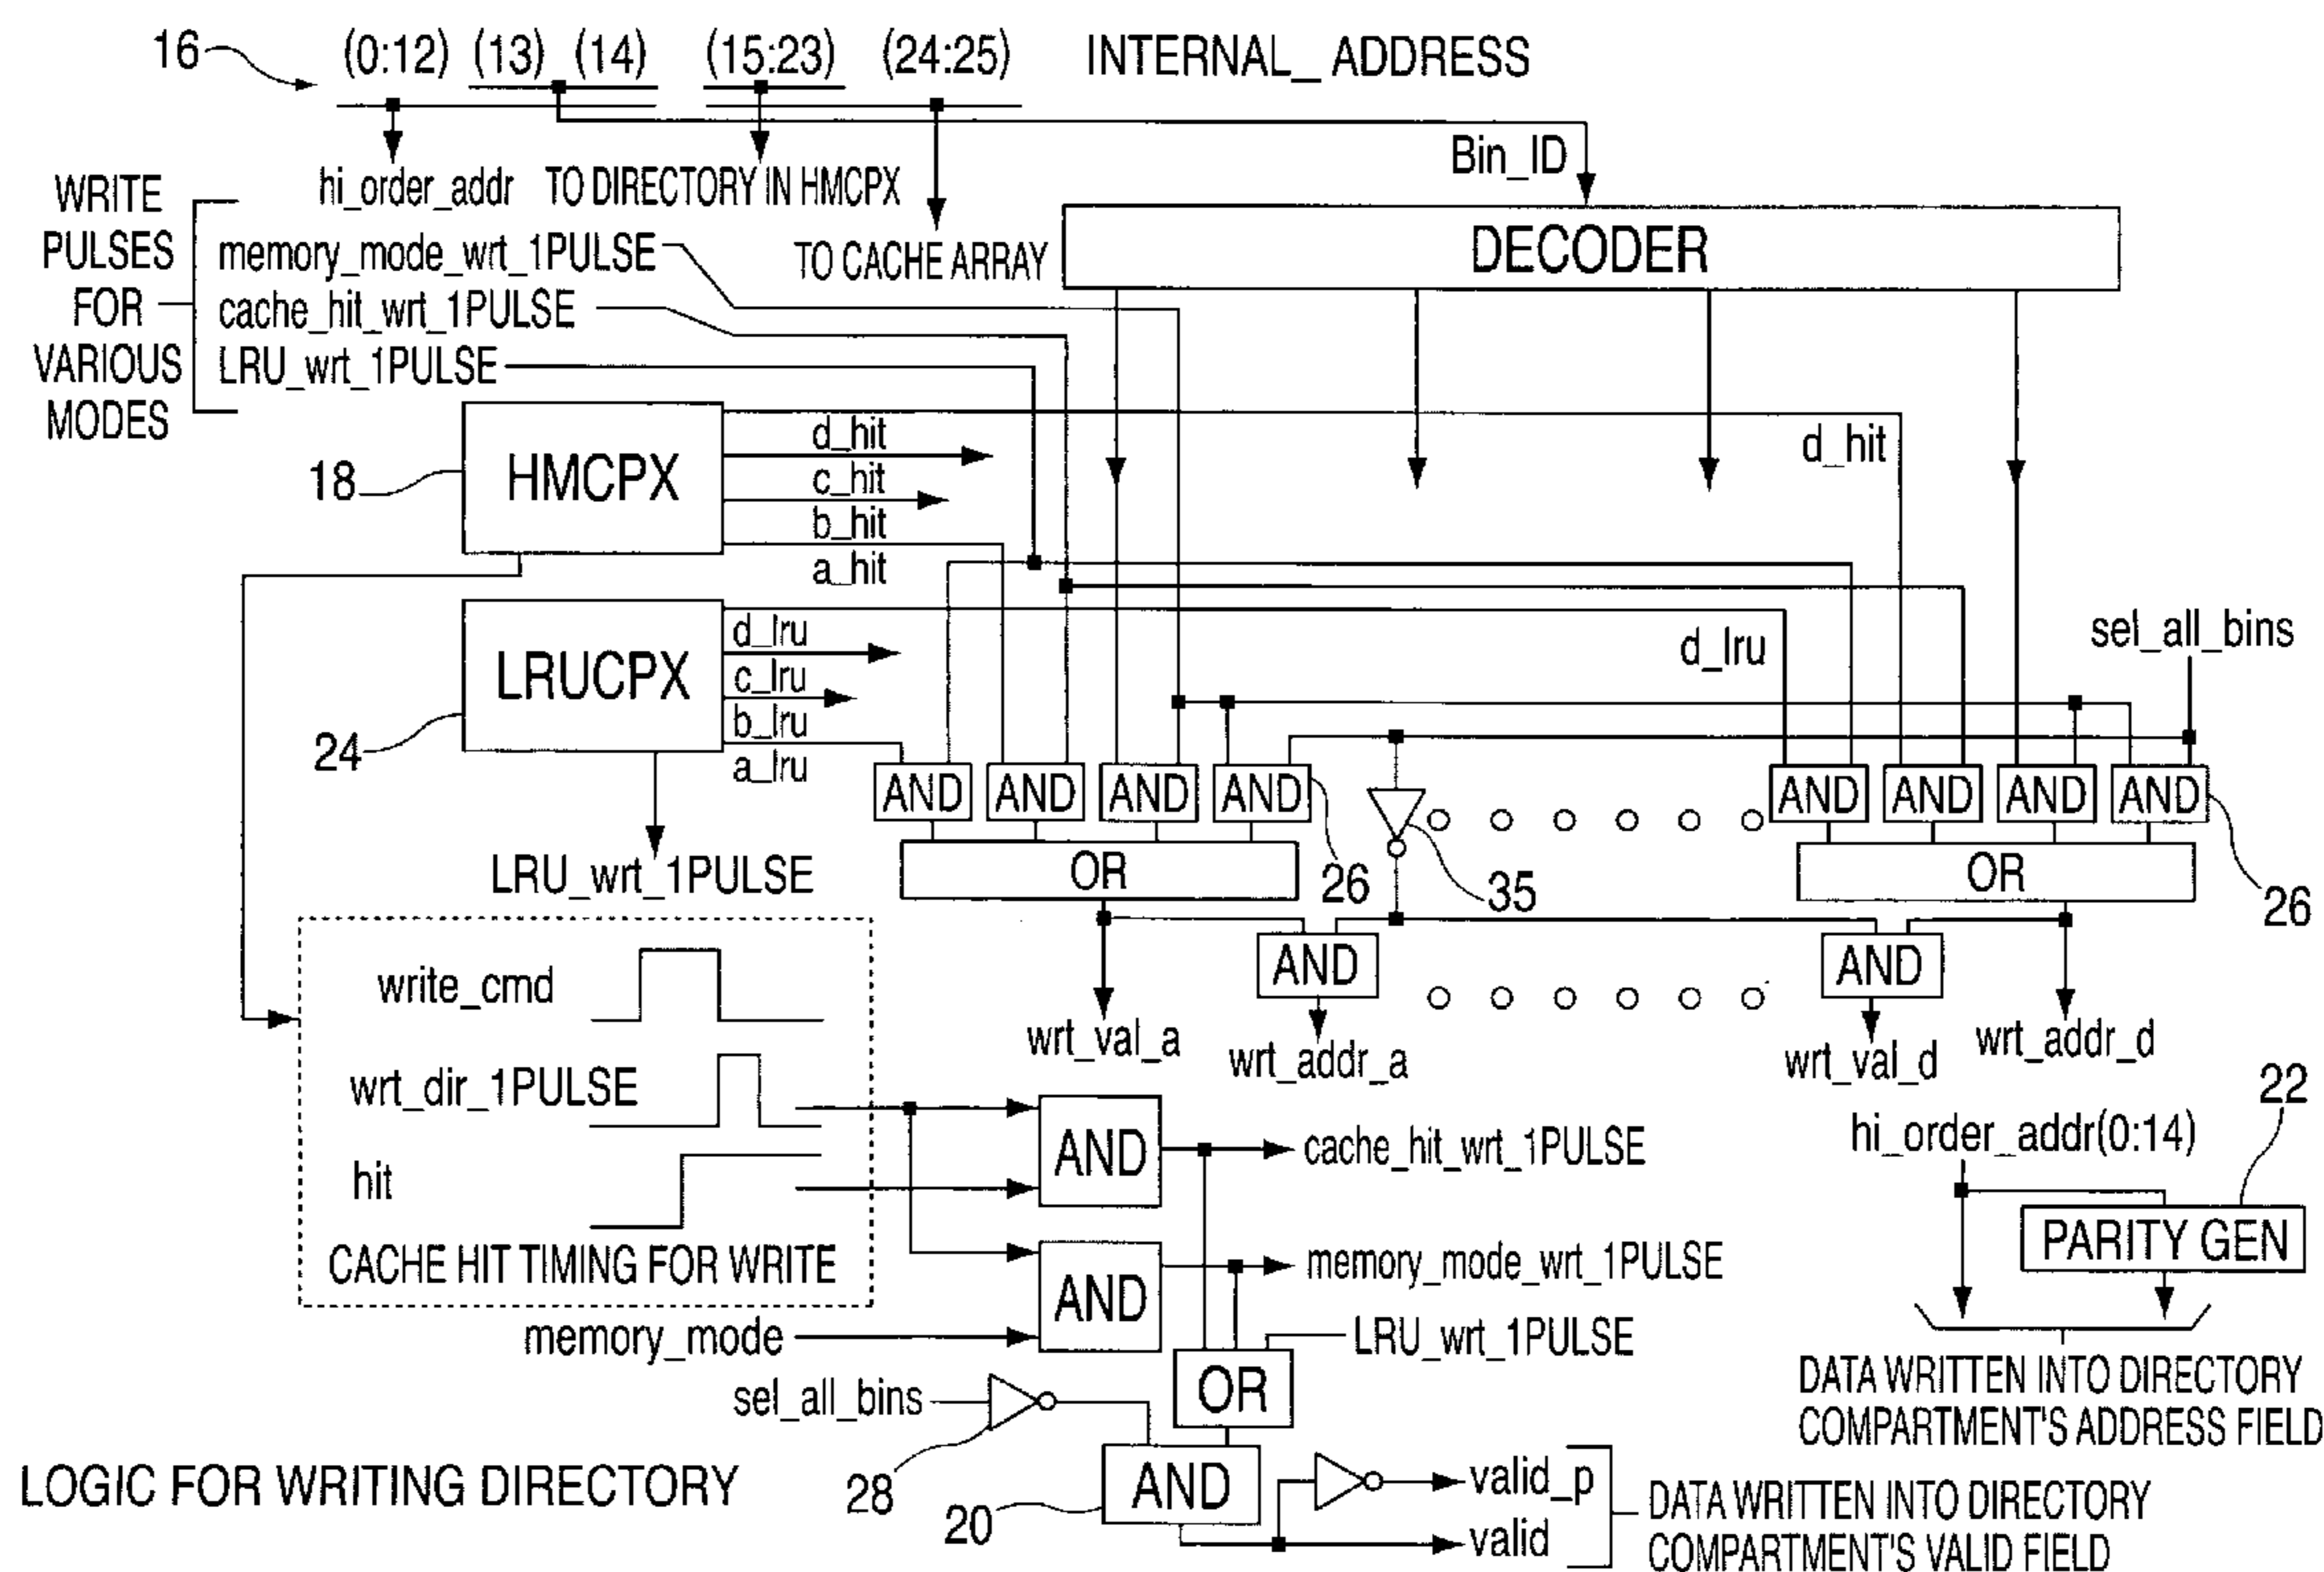 16
(0:12) (13) (14) (15:23) (24:25) INTERNAL_ ADDRESS
Bin_ID
hi_order_addr TO DIRECTORY IN HMCPX
WRITE
PULSES
FOR
VARIOUS
MODES
memory_mode_wrt_1PULSE
cache_hit_wrt_1PULSE
LRU_wrt_1PULSE
TO CACHE ARRAY
DECODER
18
HMCPX
d_hit
c_hit
b_hit
a_hit
d_hit
24
LRUCPX
d_lru
c_lru
b_lru
a_lru
d_lru
sel_all_bins
LRU_wrt_1PULSE
AND AND AND AND
AND AND AND AND
OR
26
35
OR
26
AND
AND
wrt_val_a
wrt_addr_a
wrt_val_d
wrt_addr_d
write_cmd
wrt_dir_1PULSE
hit
CACHE HIT TIMING FOR WRITE
AND
cache_hit_wrt_1PULSE
AND
memory_mode_wrt_1PULSE
memory_mode
LRU_wrt_1PULSE
sel_all_bins
28
OR
20
AND
valid_p
valid
hi_order_addr(0:14)
22
PARITY GEN
DATA WRITTEN INTO DIRECTORY
COMPARTMENT'S ADDRESS FIELD
DATA WRITTEN INTO DIRECTORY
COMPARTMENT'S VALID FIELD
LOGIC FOR WRITING DIRECTORY